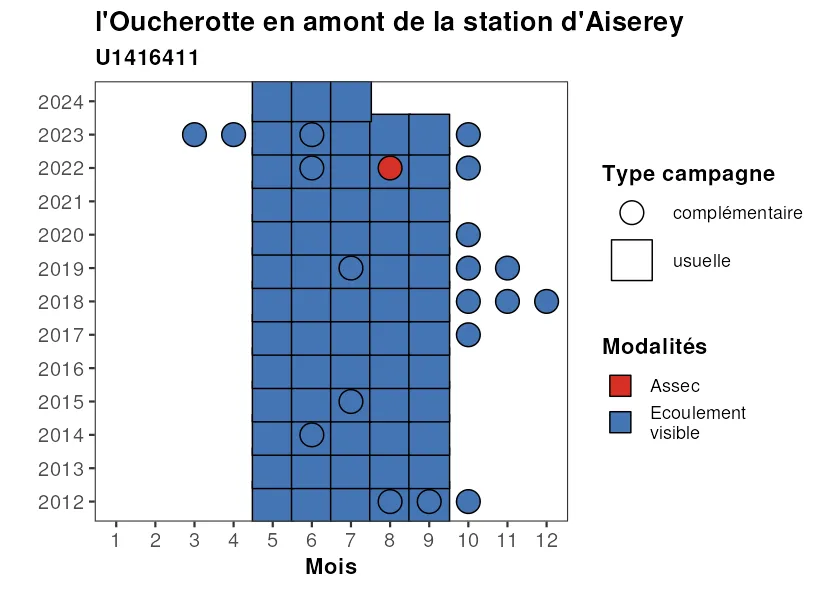 l'Oucherotte en amont de la station d'Aiserey
U1416411
2024
2023
2022
2021
2020
2019
2018
2017
2016
2015
2014
2013
2012
1 2 3 4 5 6 7 8 9 10 11 12
Mois
Type campagne
complémentaire
usuelle
Modalités
Assec
Ecoulement
visible